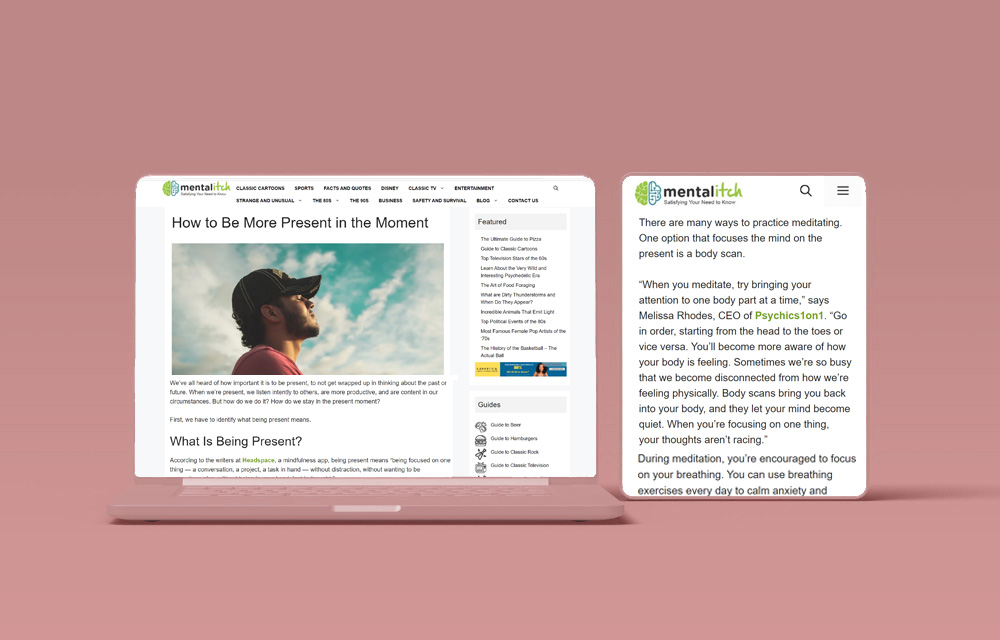 mentalitch
Satisfying Your Need to Know
CLASSIC CARTOONS SPORTS FACTS AND QUOTES DISNEY CLASSIC TV ENTERTAINMENT
STRANGE AND UNUSUAL THE 80S THE 90S BUSINESS SAFETY AND SURVIVAL BLOG CONTACT US
How to Be More Present in the Moment
We've all heard of how important it is to be present, to not get wrapped up in thinking about the past or
future. When we're present, we listen intently to others, are more productive, and are content in our
circumstances. But how do we do it? How do we stay in the present moment?
First, we have to identify what being present means.
What Is Being Present?
According to the writers at Headspace, a mindfulness app, being present means “being focused on one
thing — a conversation, a project, a task in hand — without distraction, without wanting to be
Featured
The Ultimate Guide to Pizza
Guide to Classic Cartoons
Top Television Stars of the 60s
Learn About the Very Wild and
Interesting Psychedelic Era
The Art of Food Foraging
What are Dirty Thunderstorms and
When Do They Appear?
Incredible Animals That Emit Light
Top Political Events of the 80s
Most Famous Female Pop Artists of the
'70s
The History of the Basketball – The
Actual Ball
Guides
Guide to Beer
Guide to Hamburgers
Guide to Classic Rock
Guide to Classic Television
mentalitch
Satisfying Your Need to Know
There are many ways to practice meditating.
One option that focuses the mind on the
present is a body scan.
“When you meditate, try bringing your
attention to one body part at a time,” says
Melissa Rhodes, CEO of Psychics1on1. “Go
in order, starting from the head to the toes or
vice versa. You’ll become more aware of how
your body is feeling. Sometimes we’re so busy
that we become disconnected from how we’re
feeling physically. Body scans bring you back
into your body, and they let your mind become
quiet. When you’re focusing on one thing,
your thoughts aren’t racing.”
During meditation, you’re encouraged to focus
on your breathing. You can use breathing
exercises every day to calm anxiety and